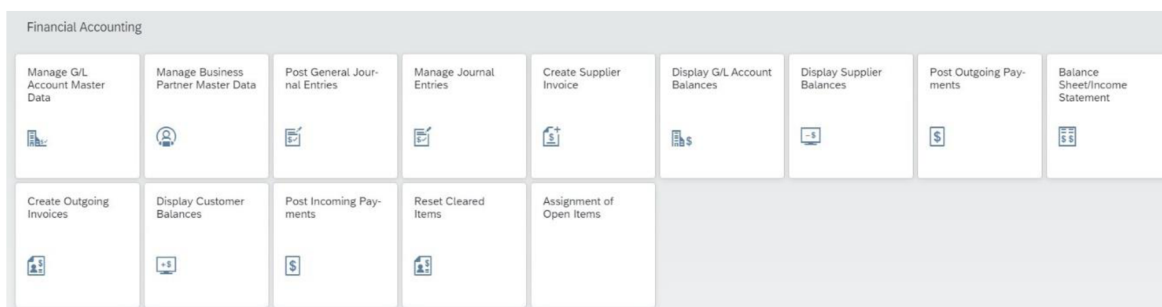 Financial Accounting
Manage G/L
Account Master
Data
Manage Business
Partner Master Data
Post General Jour-
nal Entries
Manage Journal
Entries
Create Supplier
Invoice
Display G/L Account
Balances
Display Supplier
Balances
Post Outgoing Pay-
ments
Balance
Sheet/Income
Statement
Create Outgoing
Invoices
Display Customer
Balances
Post Incoming Pay-
ments
Reset Cleared
Items
Assignment of
Open Items